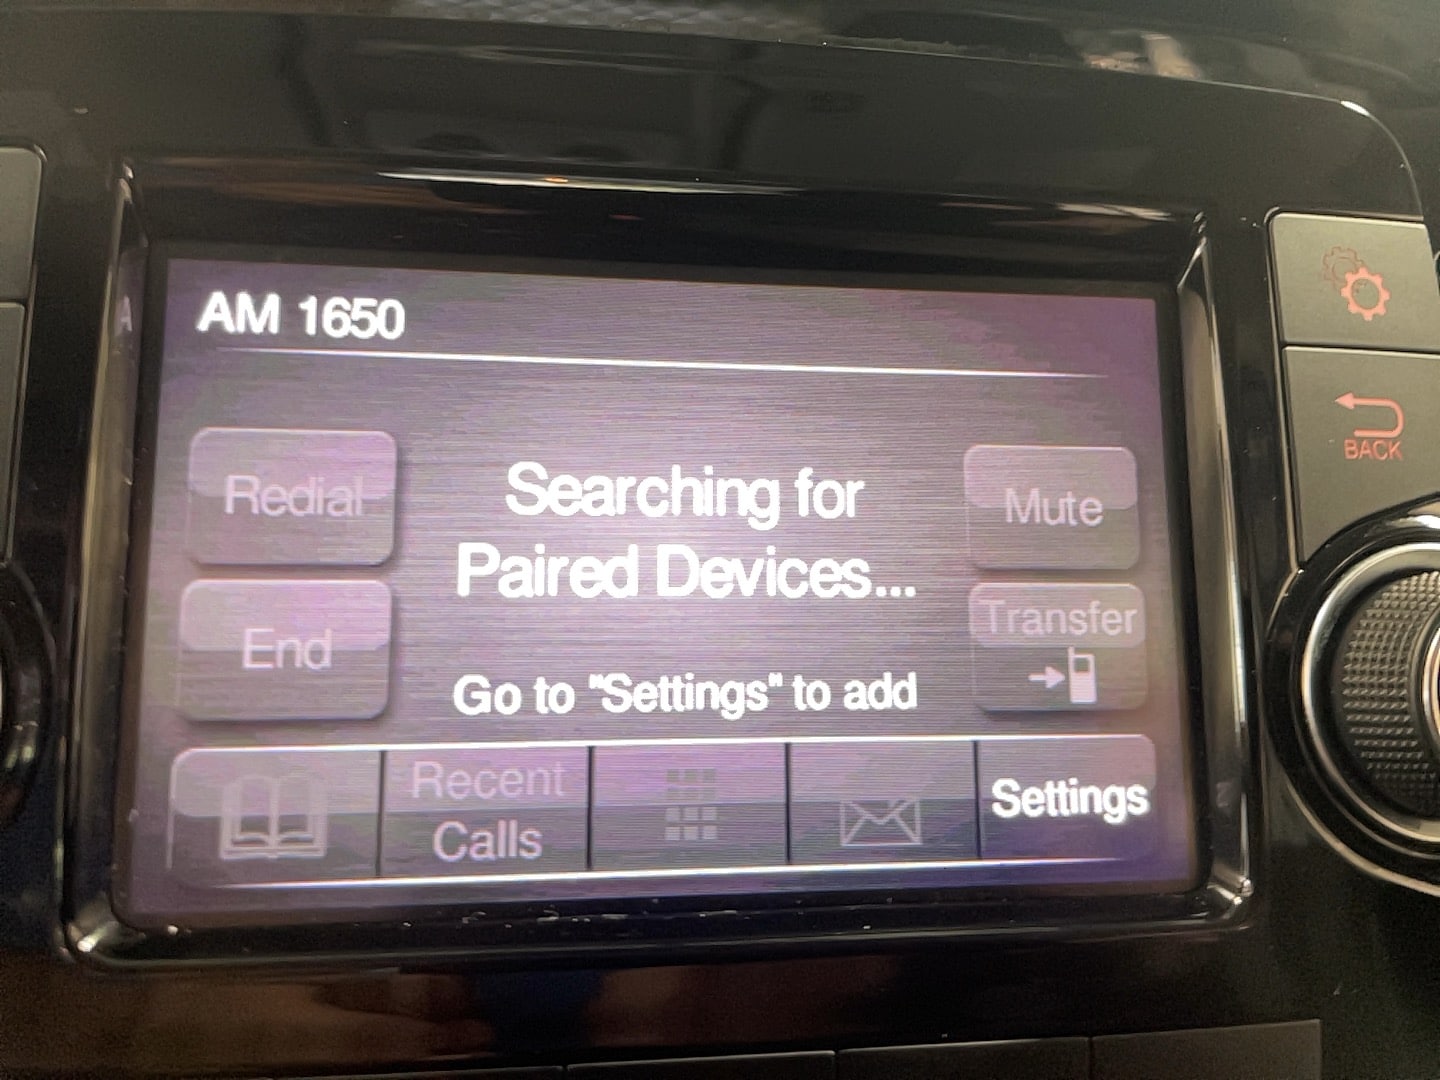 AM 1650
Redial
Searching for
Paired Devices...
Mute
End
Transfer
Go to "Settings" to add
Recent
Calls
Settings
BACK